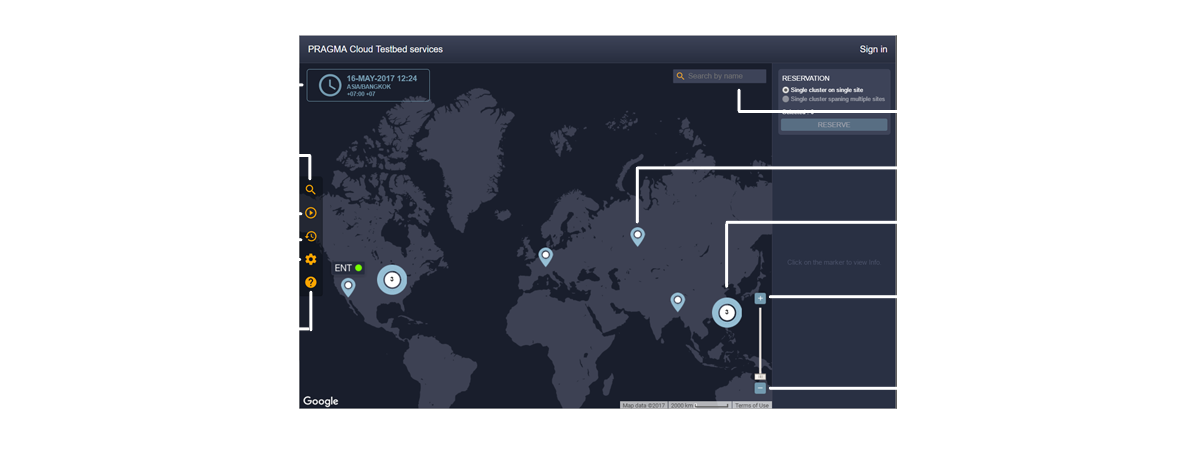 PRAGMA Cloud Testbed services
Sign in
16-MAY-2017 12:24
ASIA/BANGKOK
+07:00 +07
Search by name
RESERVATION
Single cluster on single site
Single cluster spaning multiple sites
RESERVE
ENT
3
3
Click on the marker to view info
+
−
Google
Map data ©2017
2000 km
Terms of Use